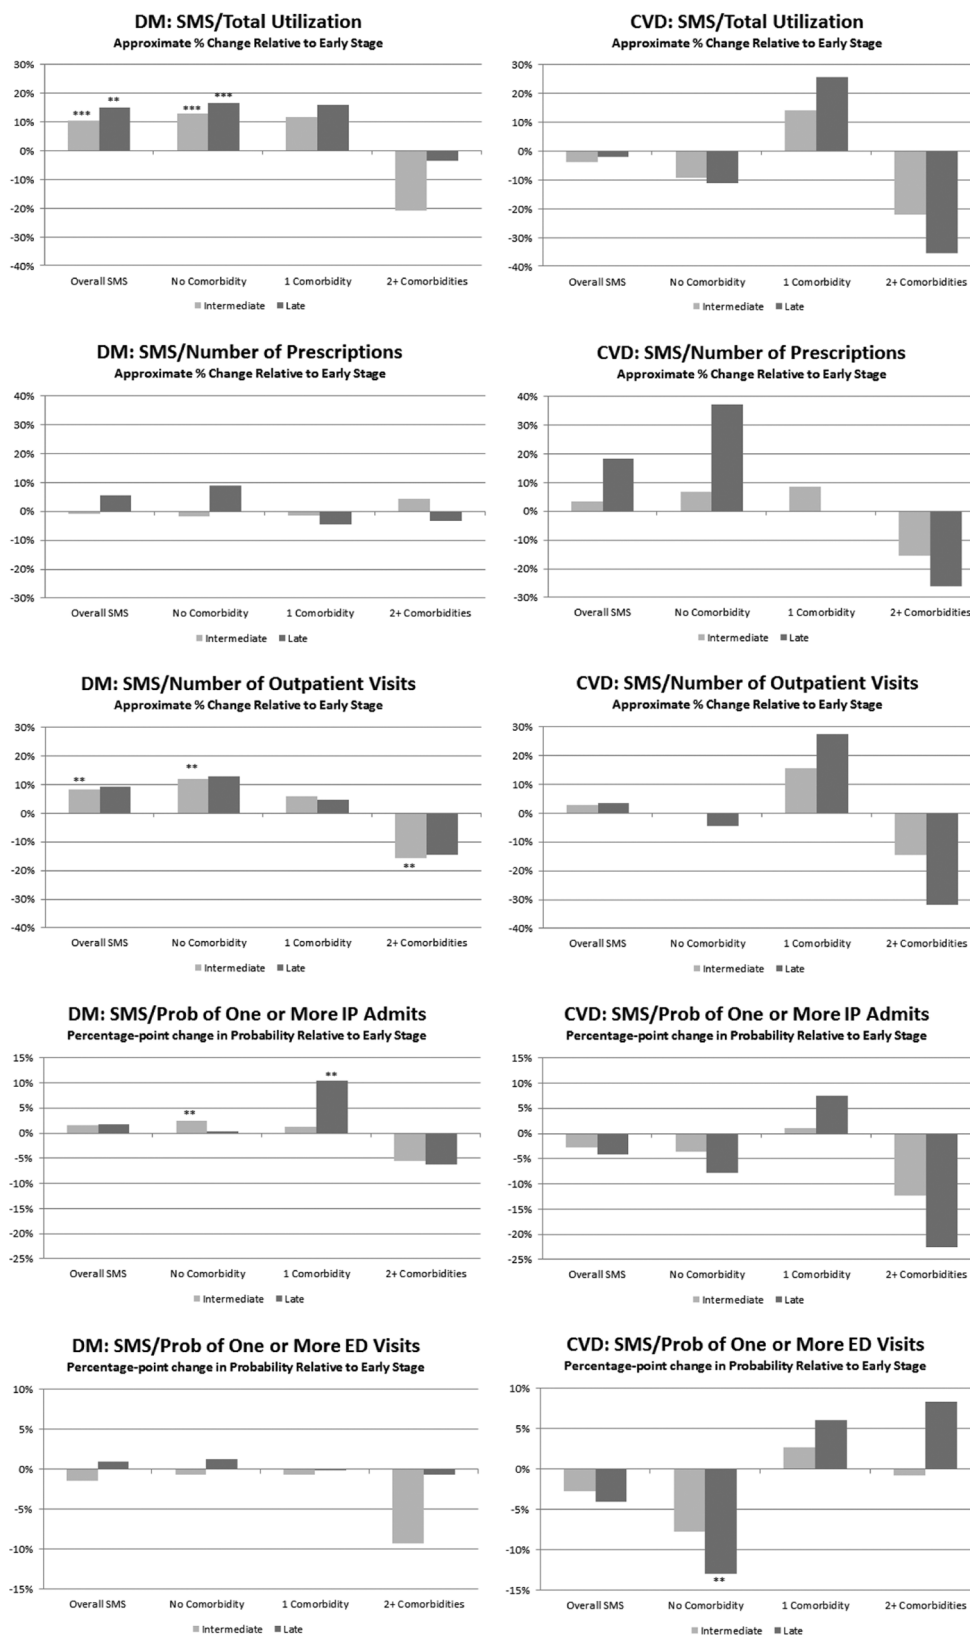 DM: SMS/Total Utilization
Approximate % Change Relative to Early Stage
30%
20%
10%
0%
-10%
-20%
-30%
-40%
***
**
***
***
Overall SMS
No Comorbidity
1 Comorbidity
2+ Comorbidities
Intermediate
Late
CVD: SMS/Total Utilization
Approximate % Change Relative to Early Stage
30%
20%
10%
0%
-10%
-20%
-30%
-40%
Overall SMS
No Comorbidity
1 Comorbidity
2+ Comorbidities
Intermediate
Late
DM: SMS/Number of Prescriptions
Approximate % Change Relative to Early Stage
40%
30%
20%
10%
0%
-10%
-20%
-30%
Overall SMS
No Comorbidity
1 Comorbidity
2+ Comorbidities
Intermediate
Late
CVD: SMS/Number of Prescriptions
Approximate % Change Relative to Early Stage
40%
30%
20%
10%
0%
-10%
-20%
-30%
Overall SMS
No Comorbidity
1 Comorbidity
2+ Comorbidities
Intermediate
Late
DM: SMS/Number of Outpatient Visits
Approximate % Change Relative to Early Stage
30%
20%
10%
0%
-10%
-20%
-30%
-40%
**
**
**
Overall SMS
No Comorbidity
1 Comorbidity
2+ Comorbidities
Intermediate
Late
CVD: SMS/Number of Outpatient Visits
Approximate % Change Relative to Early Stage
30%
20%
10%
0%
-10%
-20%
-30%
-40%
Overall SMS
No Comorbidity
1 Comorbidity
2+ Comorbidities
Intermediate
Late
DM: SMS/Prob of One or More IP Admits
Percentage-point change in Probability Relative to Early Stage
15%
10%
5%
0%
-5%
-10%
-15%
-20%
-25%
**
**
Overall SMS
No Comorbidity
1 Comorbidity
2+ Comorbidities
Intermediate
Late
CVD: SMS/Prob of One or More IP Admits
Percentage-point change in Probability Relative to Early Stage
15%
10%
5%
0%
-5%
-10%
-15%
-20%
-25%
Overall SMS
No Comorbidity
1 Comorbidity
2+ Comorbidities
Intermediate
Late
DM: SMS/Prob of One or More ED Visits
Percentage-point change in Probability Relative to Early Stage
10%
5%
0%
-5%
-10%
-15%
Overall SMS
No Comorbidity
1 Comorbidity
2+ Comorbidities
Intermediate
Late
CVD: SMS/Prob of One or More ED Visits
Percentage-point change in Probability Relative to Early Stage
10%
5%
0%
-5%
-10%
-15%
**
Overall SMS
No Comorbidity
1 Comorbidity
2+ Comorbidities
Intermediate
Late